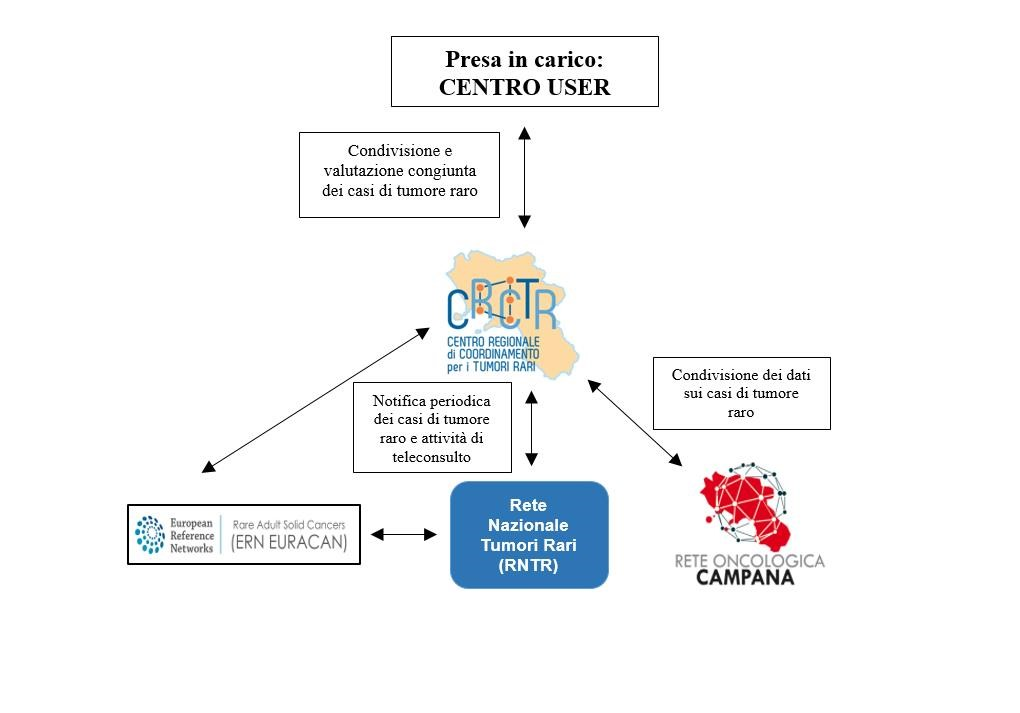 Presa in carico:
CENTRO USER
Condivisione e
valutazione congiunta
dei casi di tumore raro
CRCTR
CENTRO REGIONALE
di COORDINAMENTO
per i TUMORI RARI
Condivisione dei dati
sui casi di tumore
raro
Notifica periodica
dei casi di tumore
raro e attività di
teleconsulto
European
Reference
Networks
Rare Adult Solid Cancers
(ERN EURACAN)
Rete
Nazionale
Tumori Rari
(RNTR)
RETE ONCOLOGICA
CAMPANA